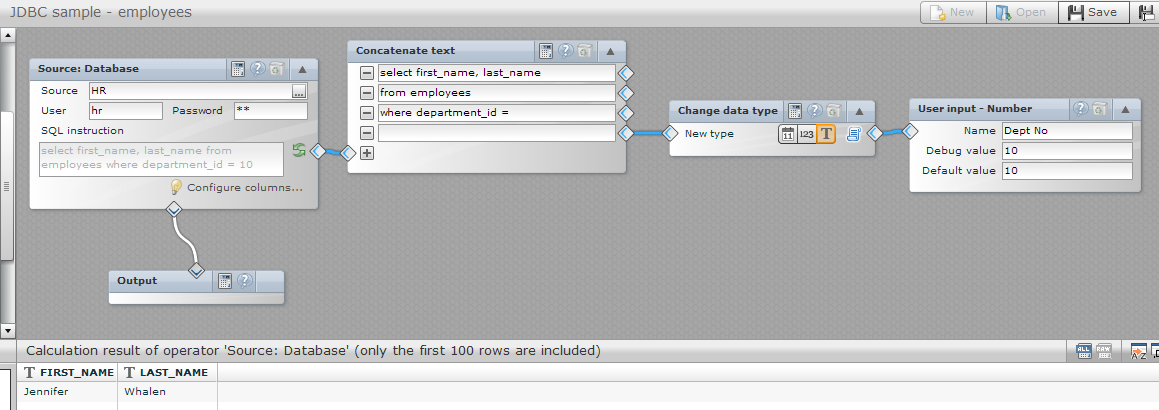 JDBC sample - employees
New
Open
Save
Source: Database
Source HR ...
User hr Password **
SQL instruction
select first_name, last_name from
employees where department_id = 10
Configure columns...
Concatenate text
select first_name, last_name
from employees
where department_id =
Change data type
New type 11 123 T
User input - Number
Name Dept No
Debug value 10
Default value 10
Output
Calculation result of operator 'Source: Database' (only the first 100 rows are included)
ALL RAW
T FIRST_NAME T LAST_NAME
Jennifer Whalen